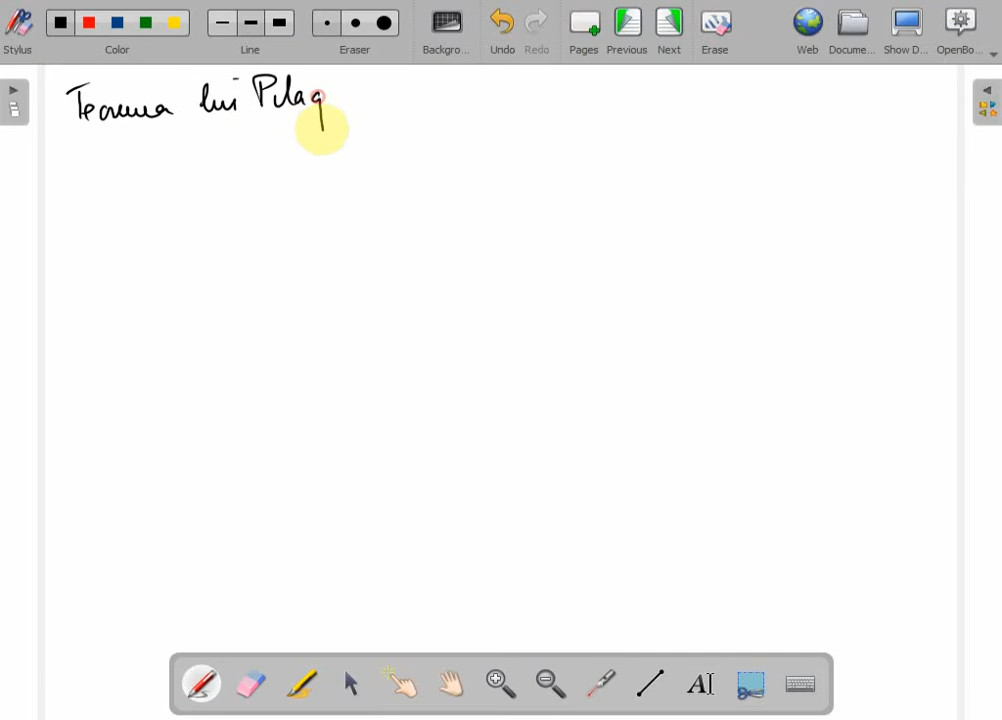 Stylus
Color
Line
Eraser
Backgro...
Undo
Redo
Pages
Previous
Next
Erase
Web
Docume...
Show D...
OpenBo...
Teorema lui Pitag